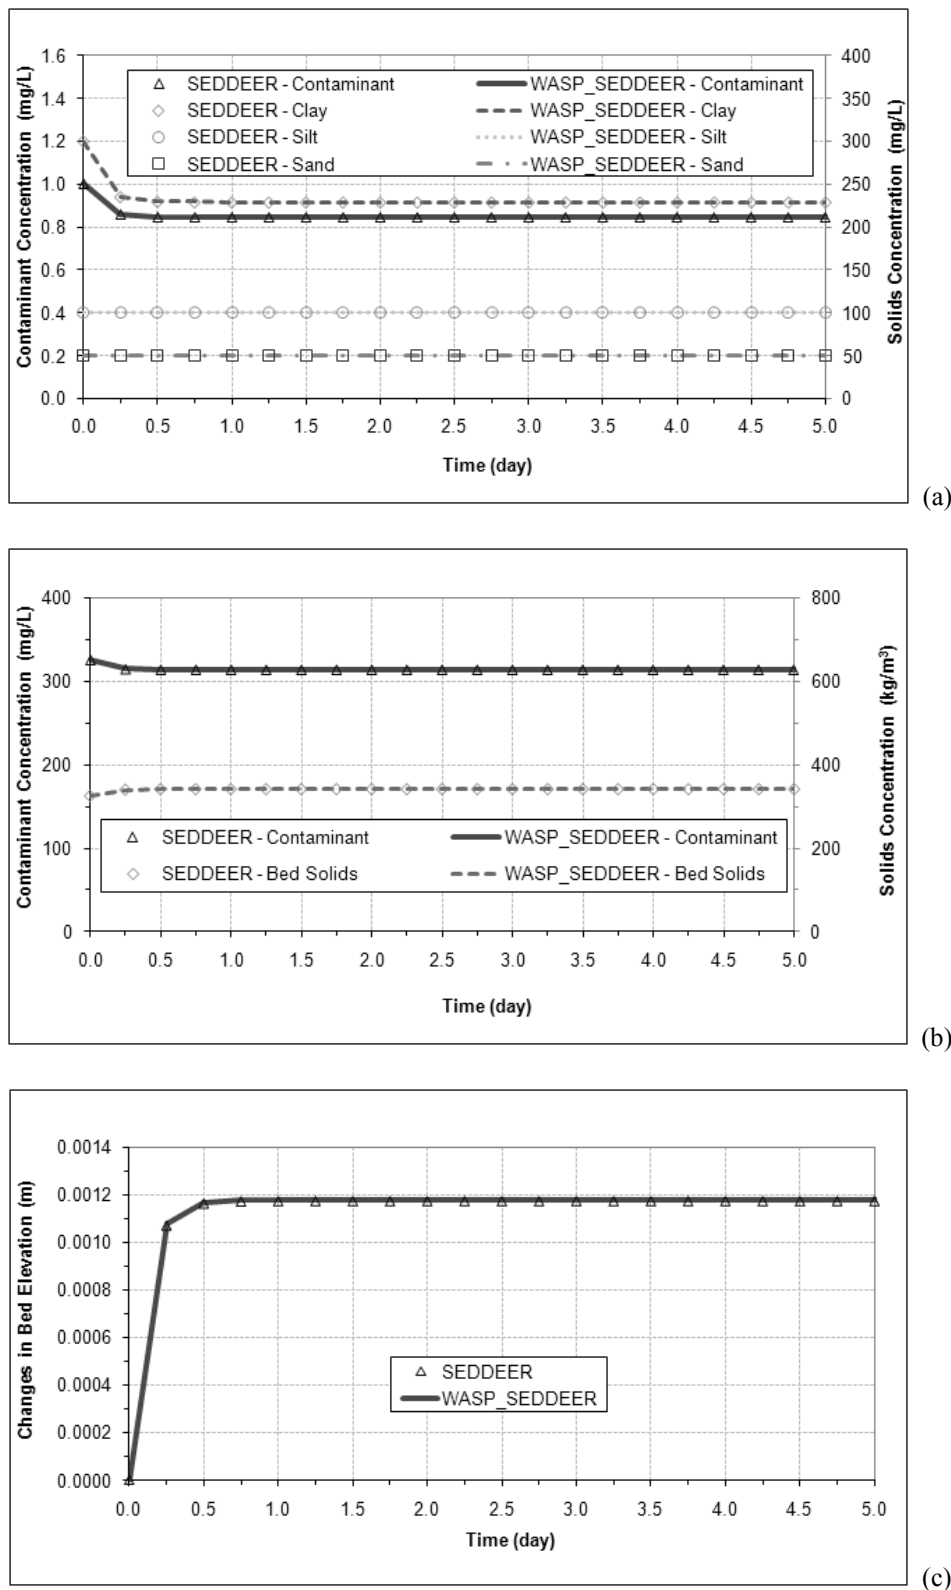 1.6
1.4
1.2
1.0
0.8
0.6
0.4
0.2
0.0
Contaminant Concentration (mg/L)
SEDDEER - Contaminant
WASP_SEDDEER - Contaminant
SEDDEER - Clay
WASP_SEDDEER - Clay
SEDDEER - Silt
WASP_SEDDEER - Silt
SEDDEER - Sand
WASP_SEDDEER - Sand
400
350
300
250
200
150
100
50
0
Solids Concentration (mg/L)
0.0 0.5 1.0 1.5 2.0 2.5 3.0 3.5 4.0 4.5 5.0
Time (day)
(a)
400
300
200
100
0
Contaminant Concentration (mg/L)
SEDDEER - Contaminant
WASP_SEDDEER - Contaminant
SEDDEER - Bed Solids
WASP_SEDDEER - Bed Solids
800
600
400
200
0
Solids Concentration (kg/m³)
0.0 0.5 1.0 1.5 2.0 2.5 3.0 3.5 4.0 4.5 5.0
Time (day)
(b)
0.0014
0.0012
0.0010
0.0008
0.0006
0.0004
0.0002
0.0000
Changes in Bed Elevation (m)
SEDDEER
WASP_SEDDEER
0.0 0.5 1.0 1.5 2.0 2.5 3.0 3.5 4.0 4.5 5.0
Time (day)
(c)